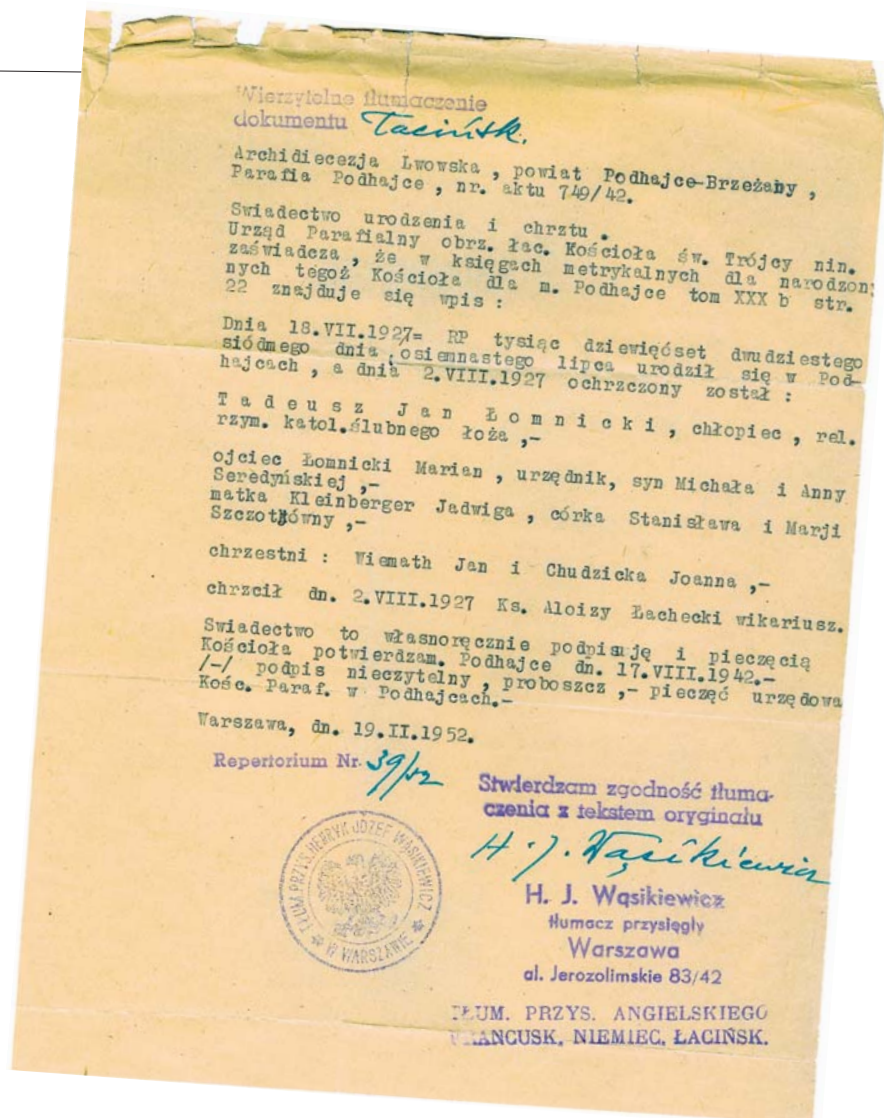 Wierzytelne tłumaczenie
dokumentu Łacińsk.
Archidiecezja Lwowska , powiat Podhajce-Brzeżany ,
Parafia Podhajce , nr. aktu 749/42.
Swiadectwo urodzenia i chrztu .
Urząd Parafialny obrz. łac. Kościoła św. Trójcy nin.
zaświadcza , że w księgach metrykalnych dla narodzon
nych tegoż Kościoła dla m. Podhajce tom XXX b str.
22 znajduje się wpis :
Dnia 18.VII.1927= RP tysiąc dziewięćset dwudziestego
siódmego dnia osiemnastego lipca urodził się w Pod-
hajcach , a dnia 2.VIII.1927 ochrzczony został :
T a d e u s z J a n Ł o m n i c k i , chłopiec , rel.
rzym. katol.ślubnego łoża ,-
ojciec Łomnicki Marian , urzędnik, syn Michała i Anny
Seredyńskiej ,-
matka Kleinberger Jadwiga , córka Stanisława i Marji
Szczotkówny ,-
chrzestni : Wiemath Jan i Chudzicka Joanna ,-
chrzcił dn. 2.VIII.1927 Ks. Aloizy Łachecki wikariusz.
Swiadectwo to własnoręcznie podpisuję i pieczęcią
Kościoła potwierdzam. Podhajce dn. 17.VIII.1942.-
/-/ podpis nieczytelny , proboszcz ,- pieczęć urzędowa
Kośc. Paraf. w Podhajcach.-
Warszawa, dn. 19.II.1952.
Repertorium Nr. 39/52
Stwierdzam zgodność tłuma-
czenia z tekstem oryginału
H. J. Wąsikiewicz
H. J. Wąsikiewicz
tłumacz przysięgły
Warszawa
al. Jerozolimskie 83/42
TŁUM. PRZYS. HENRYK JÓZEF WĄSIKIEWICZ
W WARSZAWIE
TŁUM. PRZYS. ANGIELSKIEGO
FRANCUSK, NIEMIEC, ŁACIŃSK.